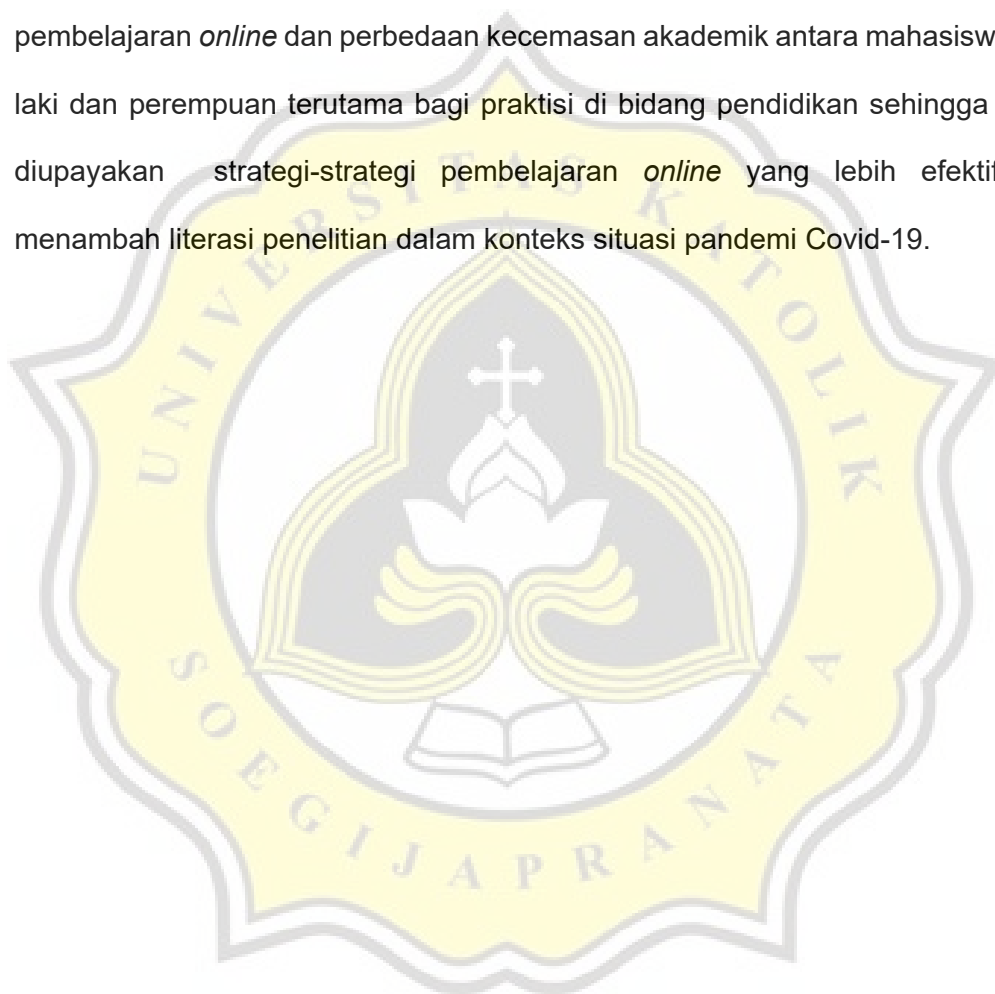 pembelajaran online dan perbedaan kecemasan akademik antara mahasisw
laki dan perempuan terutama bagi praktisi di bidang pendidikan sehingga
diupayakan strategi-strategi pembelajaran online yang lebih efektif
menambah literasi penelitian dalam konteks situasi pandemi Covid-19.
UNIVERSITAS KATOLIK
SOEGIJAPRANATA